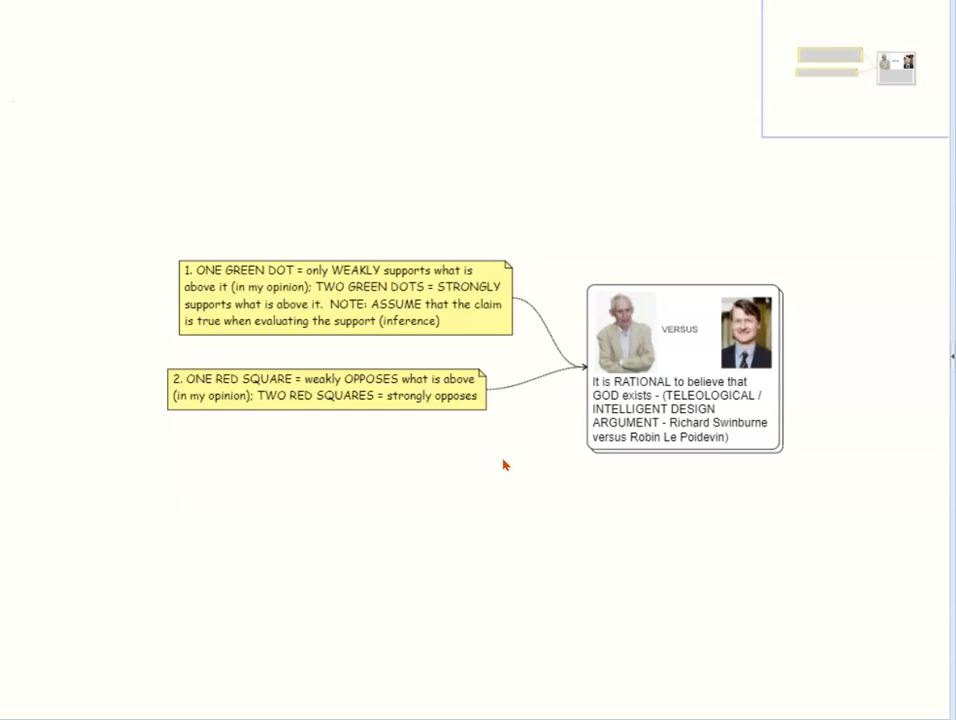 1. ONE GREEN DOT = only WEAKLY supports what is
above it (in my opinion); TWO GREEN DOTS = STRONGLY
supports what is above it. NOTE: ASSUME that the claim
is true when evaluating the support (inference)
VERSUS
2. ONE RED SQUARE = weakly OPPOSES what is above
(in my opinion); TWO RED SQUARES = strongly opposes
It is RATIONAL to believe that
GOD exists - (TELEOLOGICAL /
INTELLIGENT DESIGN
ARGUMENT - Richard Swinburne
versus Robin Le Poidevin)